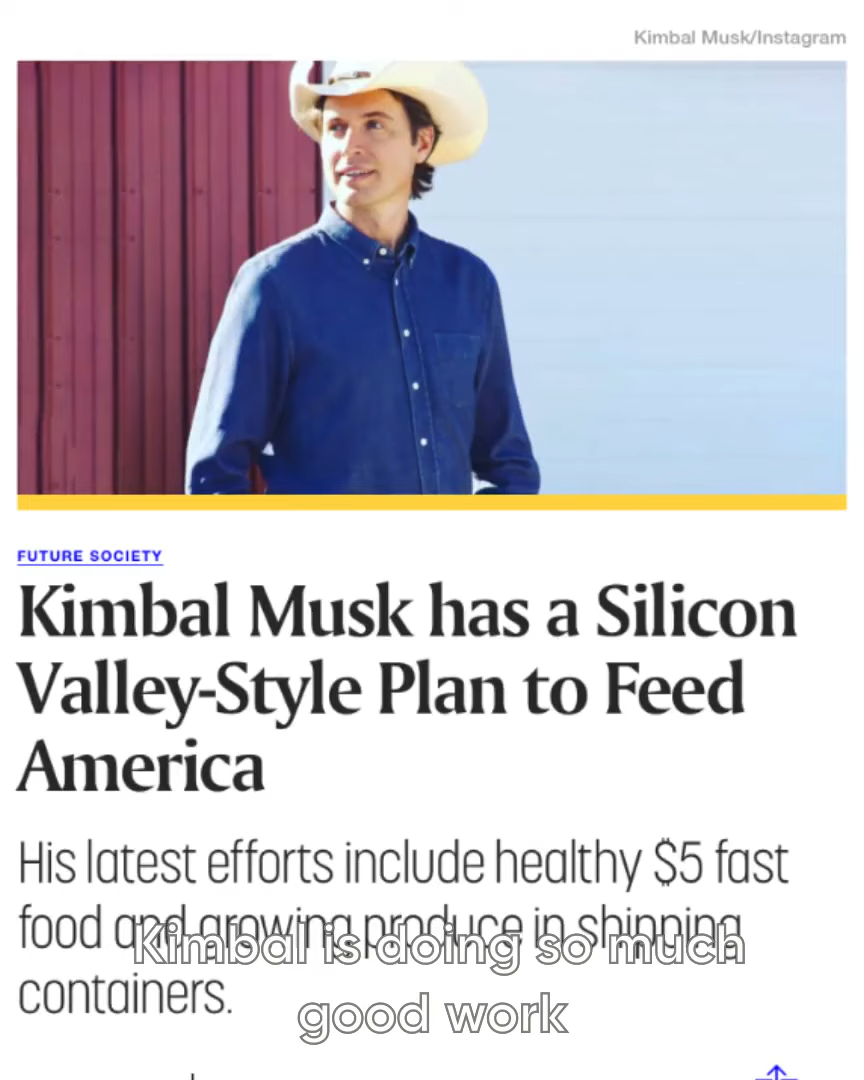 Kimbal Musk/Instagram
FUTURE SOCIETY
Kimbal Musk has a Silicon
Valley-Style Plan to Feed
America
His latest efforts include healthy $5 fast
food and growing produce in shipping
containers.
Kimbal is doing so much
good work